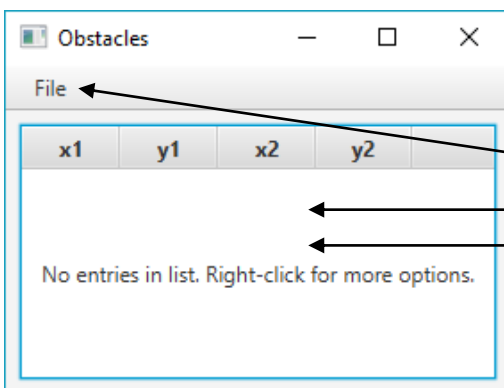 Obstacles
File
x1 y1 x2 y2
No entries in list. Right-click for more options.